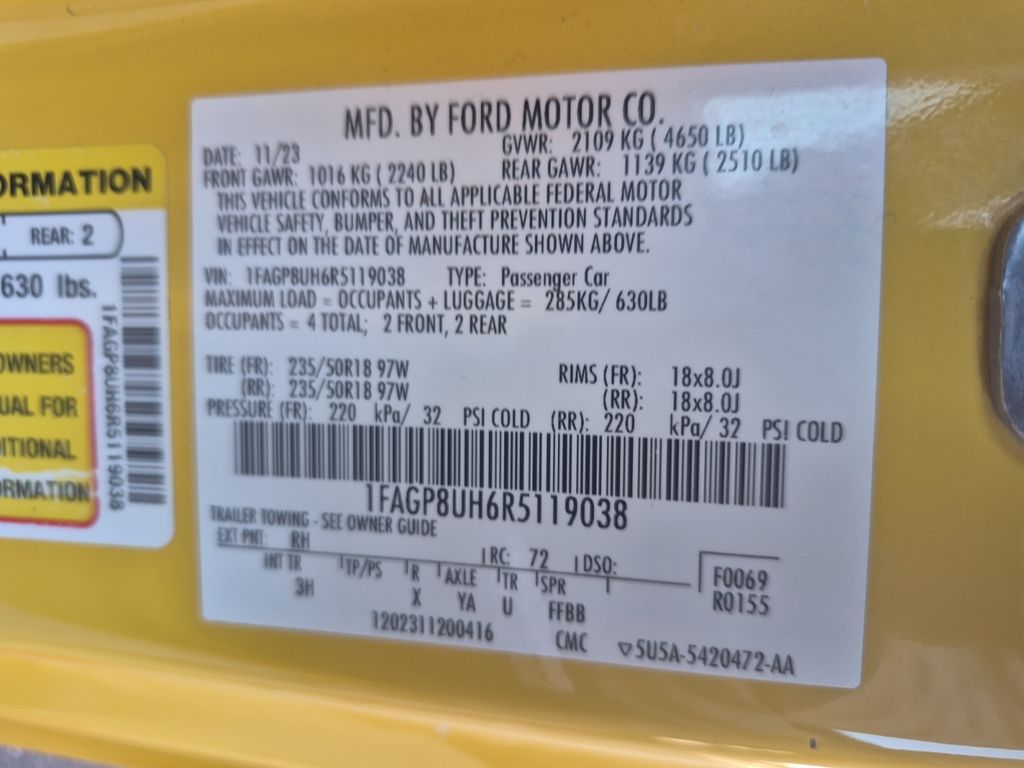 ORMATION
REAR: 2
630 lbs.
OWNERS
UAL FOR
DITIONAL
ORMATION
1FAGP8UH6R5119038
MFD. BY FORD MOTOR CO.
DATE: 11/23 GVWR: 2109 KG ( 4650 LB)
FRONT GAWR: 1016 KG ( 2240 LB) REAR GAWR: 1139 KG ( 2510 LB)
THIS VEHICLE CONFORMS TO ALL APPLICABLE FEDERAL MOTOR
VEHICLE SAFETY, BUMPER, AND THEFT PREVENTION STANDARDS
IN EFFECT ON THE DATE OF MANUFACTURE SHOWN ABOVE.
VIN: 1FAGP8UH6R5119038 TYPE: Passenger Car
MAXIMUM LOAD = OCCUPANTS + LUGGAGE = 285KG/ 630LB
OCCUPANTS = 4 TOTAL; 2 FRONT, 2 REAR
TIRE (FR): 235/50R18 97W RIMS (FR): 18x8.0J
(RR): 235/50R18 97W (RR): 18x8.0J
PRESSURE (FR): 220 kPa/ 32 PSI COLD (RR): 220 kPa/ 32 PSI COLD
1FAGP8UH6R5119038
TRAILER TOWING - SEE OWNER GUIDE
EXT PNT: RH RC: 72 DSO: F0069
INT TR TP/PS R AXLE TR SPR R0155
3H X YA U FFBB
1202311200416 CMC ▽5U5A-5420472-AA